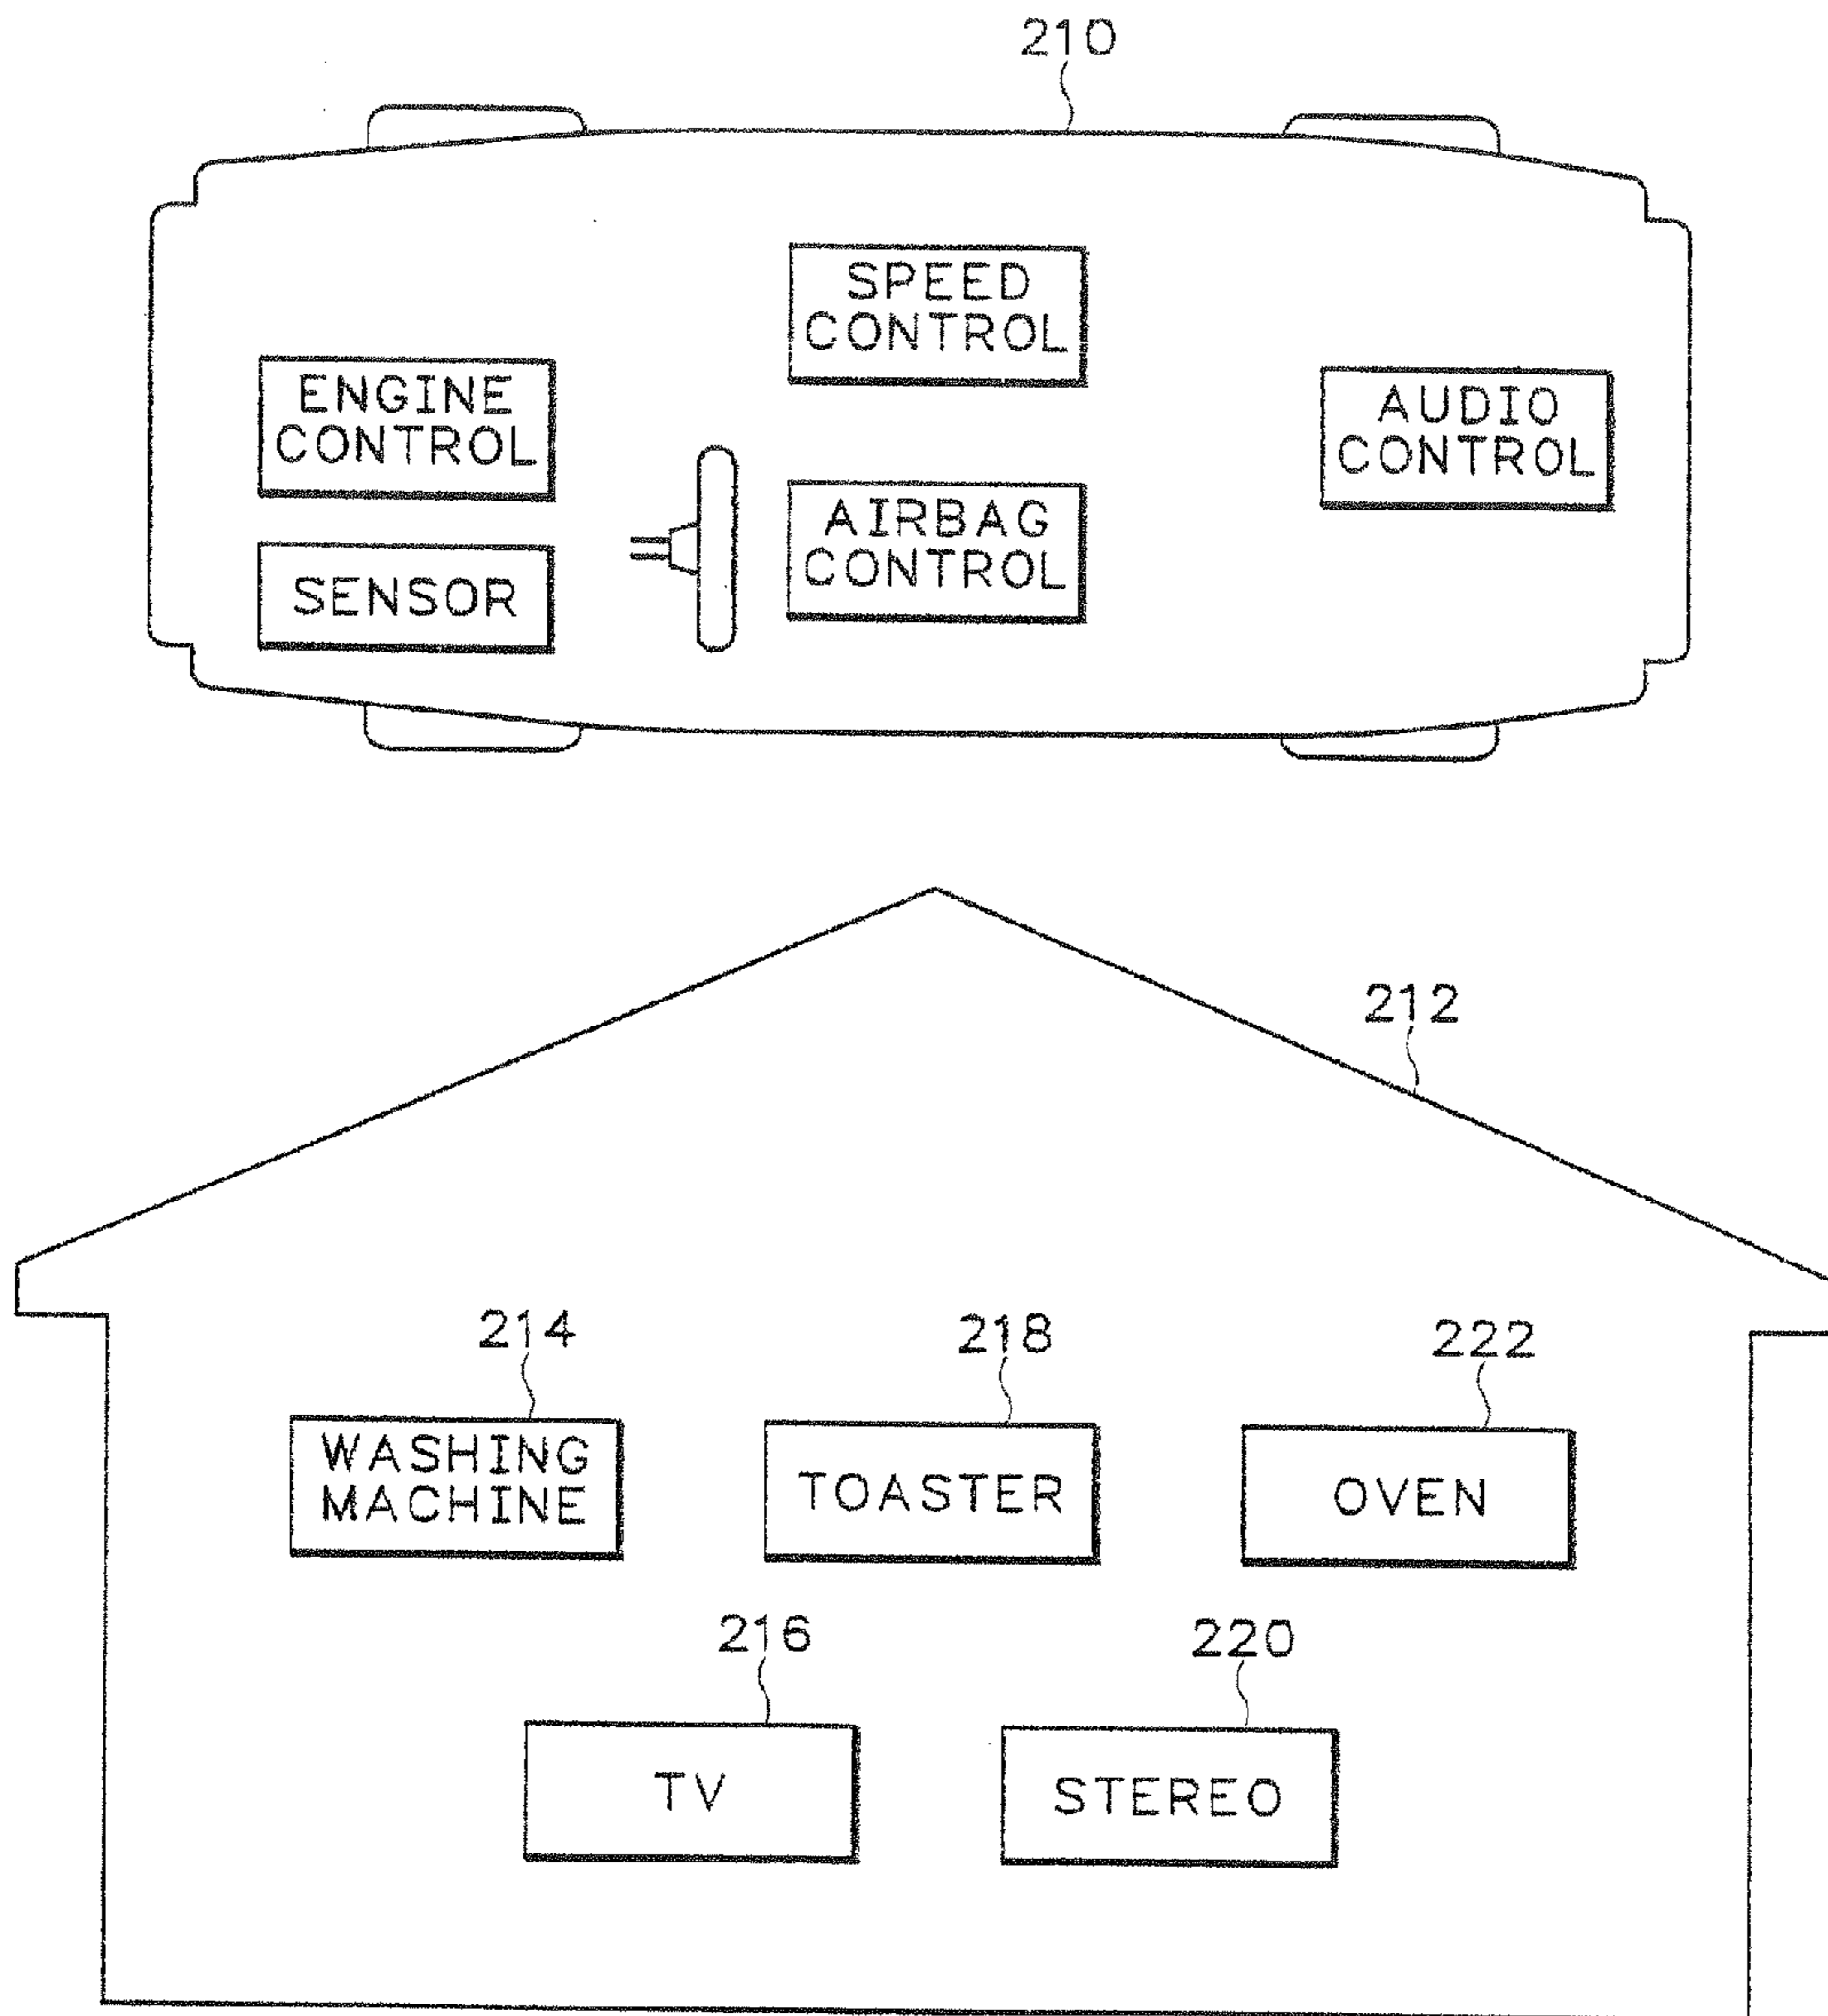 210
SPEED
CONTROL
ENGINE
CONTROL
AUDIO
CONTROL
AIRBAG
CONTROL
SENSOR
212
214
218
222
WASHING
MACHINE
TOASTER
OVEN
216
220
TV
STEREO